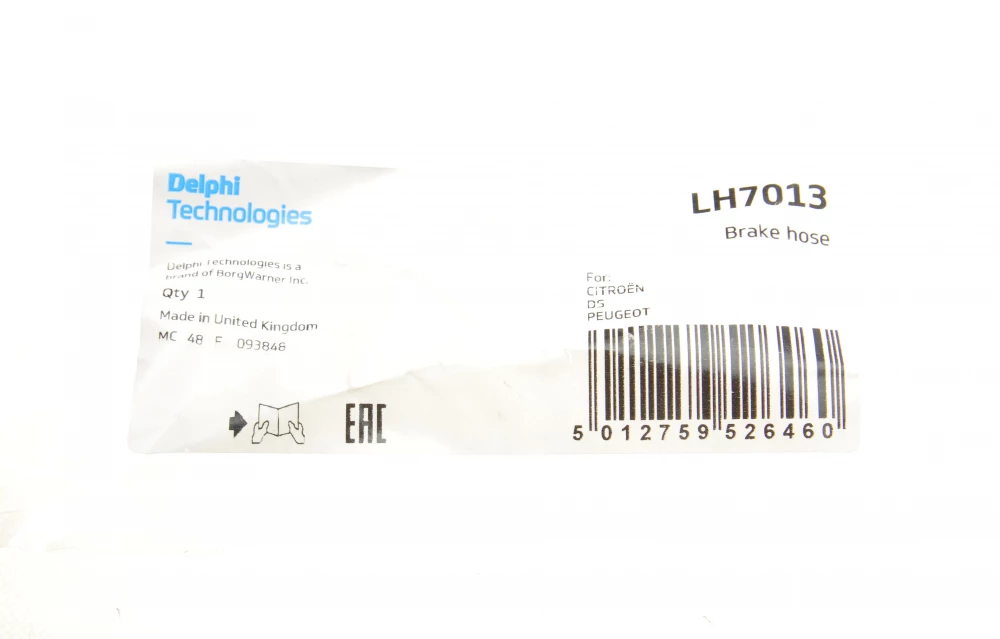 Delphi
Technologies
Delphi Technologies is a
brand of BorgWarner Inc.
Qty 1
Made in United Kingdom
MC 48 F 093848
EAC
LH7013
Brake hose
For:
CITROËN
DS
PEUGEOT
5 012759 526460